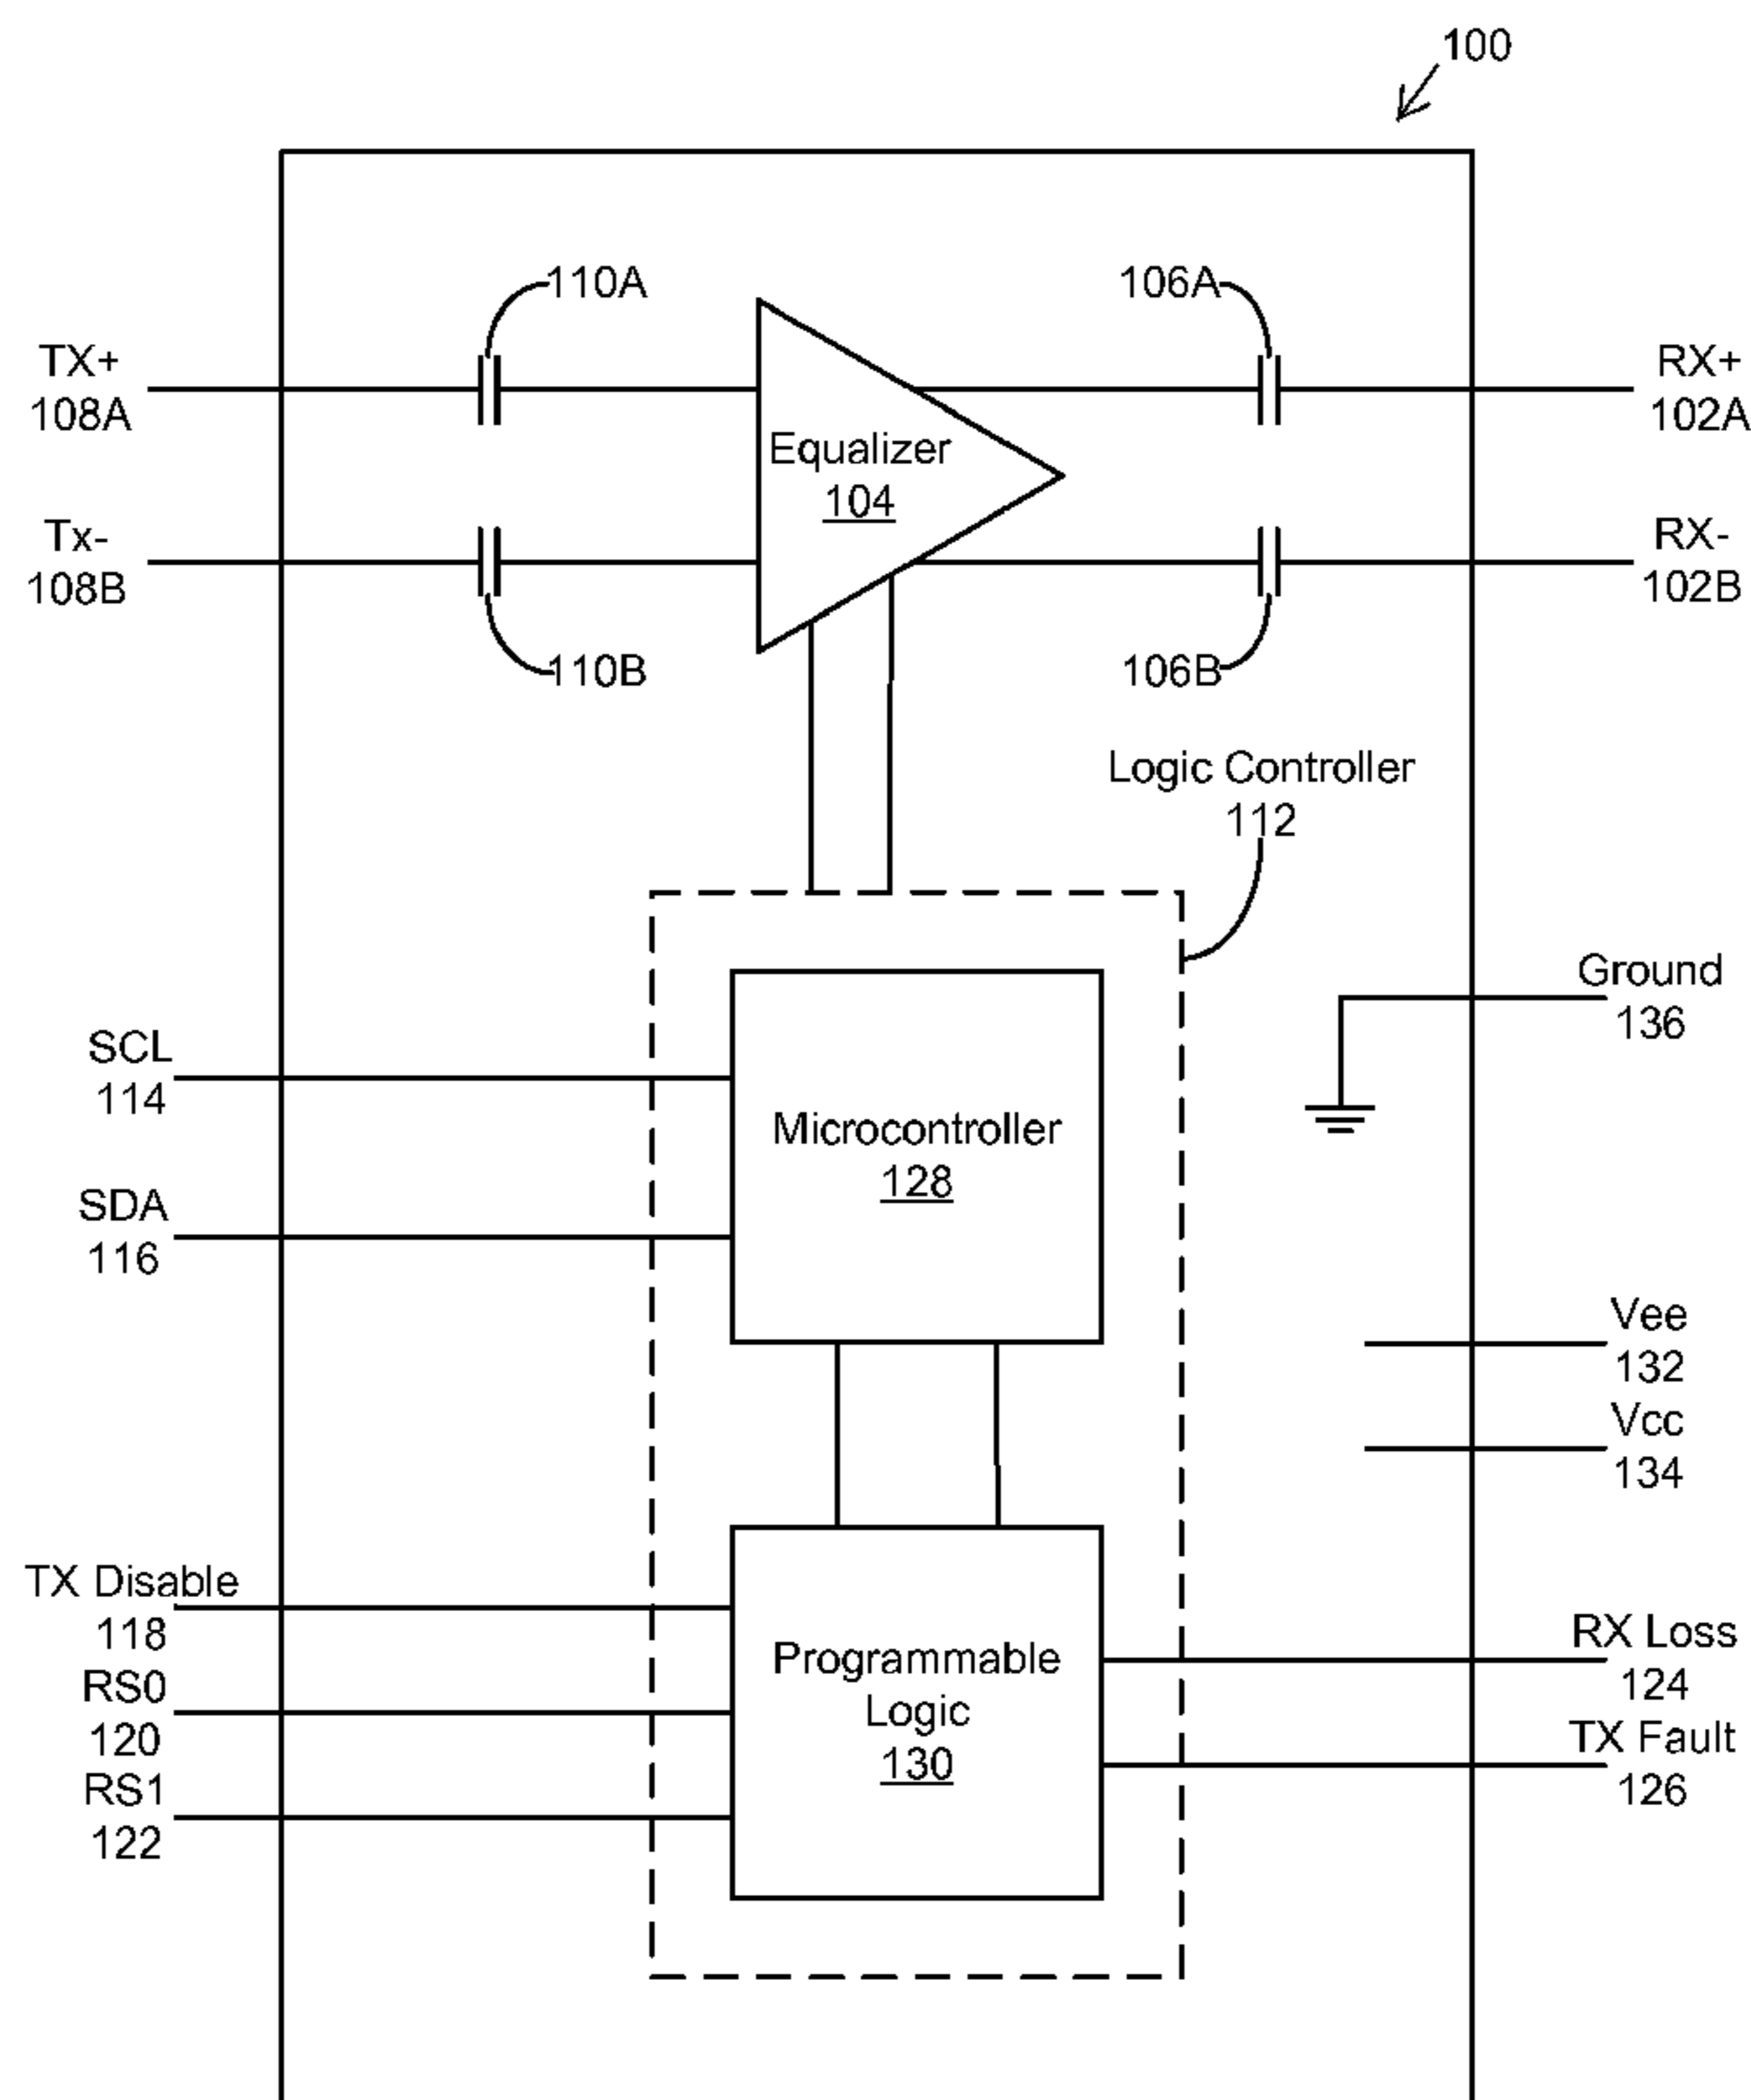 100
110A
106A
TX+
108A
RX+
102A
Equalizer
104
Tx-
108B
RX-
102B
110B
106B
Logic Controller
112
Ground
136
SCL
114
Microcontroller
128
SDA
116
Vee
132
Vcc
134
TX Disable
118
RS0
120
RS1
122
Programmable
Logic
130
RX Loss
124
TX Fault
126